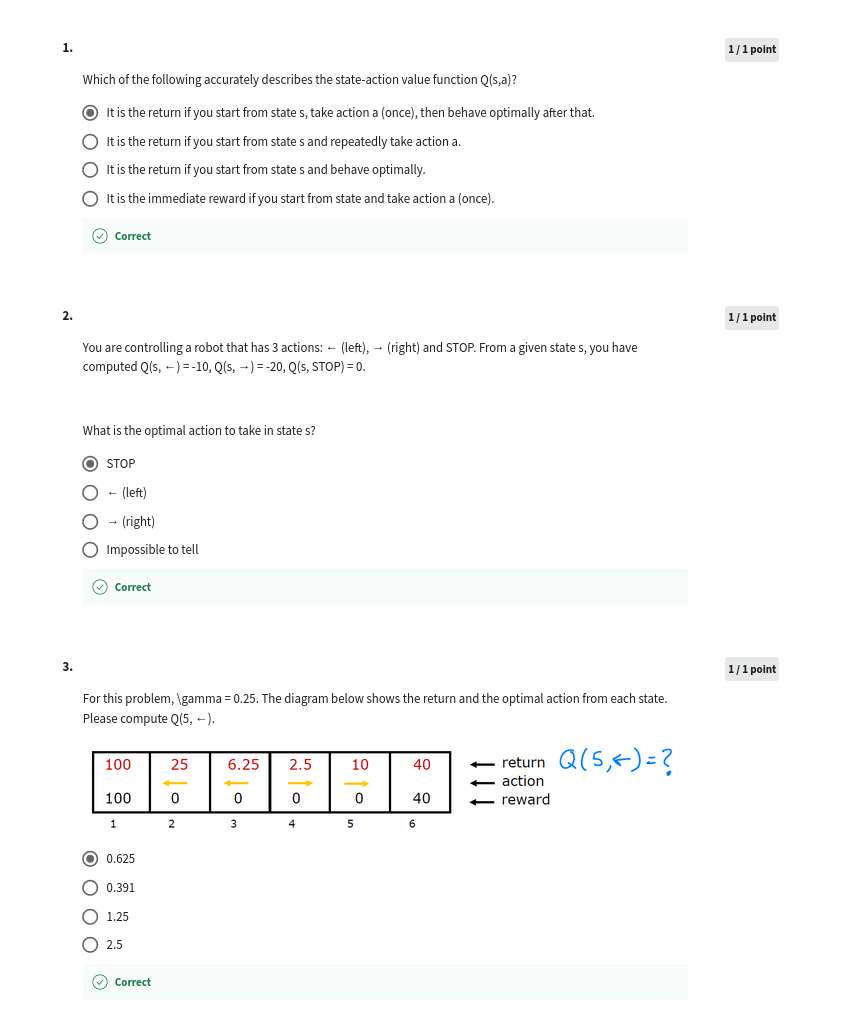 1.
1 / 1 point
Which of the following accurately describes the state-action value function Q(s,a)?
It is the return if you start from state s, take action a (once), then behave optimally after that.
It is the return if you start from state s and repeatedly take action a.
It is the return if you start from state s and behave optimally.
It is the immediate reward if you start from state and take action a (once).
Correct
2.
1 / 1 point
You are controlling a robot that has 3 actions: ← (left), → (right) and STOP. From a given state s, you have
computed Q(s, ←) = -10, Q(s, →) = -20, Q(s, STOP) = 0.
What is the optimal action to take in state s?
STOP
← (left)
→ (right)
Impossible to tell
Correct
3.
1 / 1 point
For this problem, \gamma = 0.25. The diagram below shows the return and the optimal action from each state.
Please compute Q(5, ←).
100 25 6.25 2.5 10 40 ← return Q(5,←)=?
← ← → → ← action
100 0 0 0 0 40 ← reward
1 2 3 4 5 6
0.625
0.391
1.25
2.5
Correct